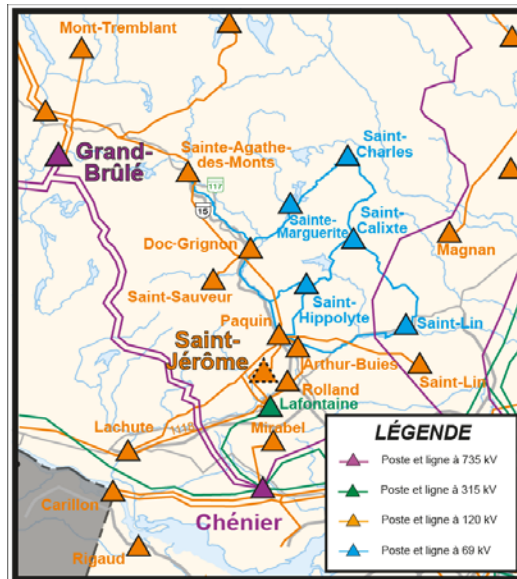 Mont-Tremblant
Grand-
Brûlé
Sainte-Agathe-
des-Monts
117
15
Saint-
Charles
Sainte-
Marguerite
Saint-
Calixte
Doc-Grignon
Magnan
Saint-Sauveur
Saint-
Hippolyte
Paquin
Saint-Lin
Saint-
Jérôme
Arthur-Buies
Saint-Lin
Rolland
Lafontaine
Lachute
Mirabel
Carillon
Chénier
Rigaud
LÉGENDE
Poste et ligne à 735 kV
Poste et ligne à 315 kV
Poste et ligne à 120 kV
Poste et ligne à 69 kV